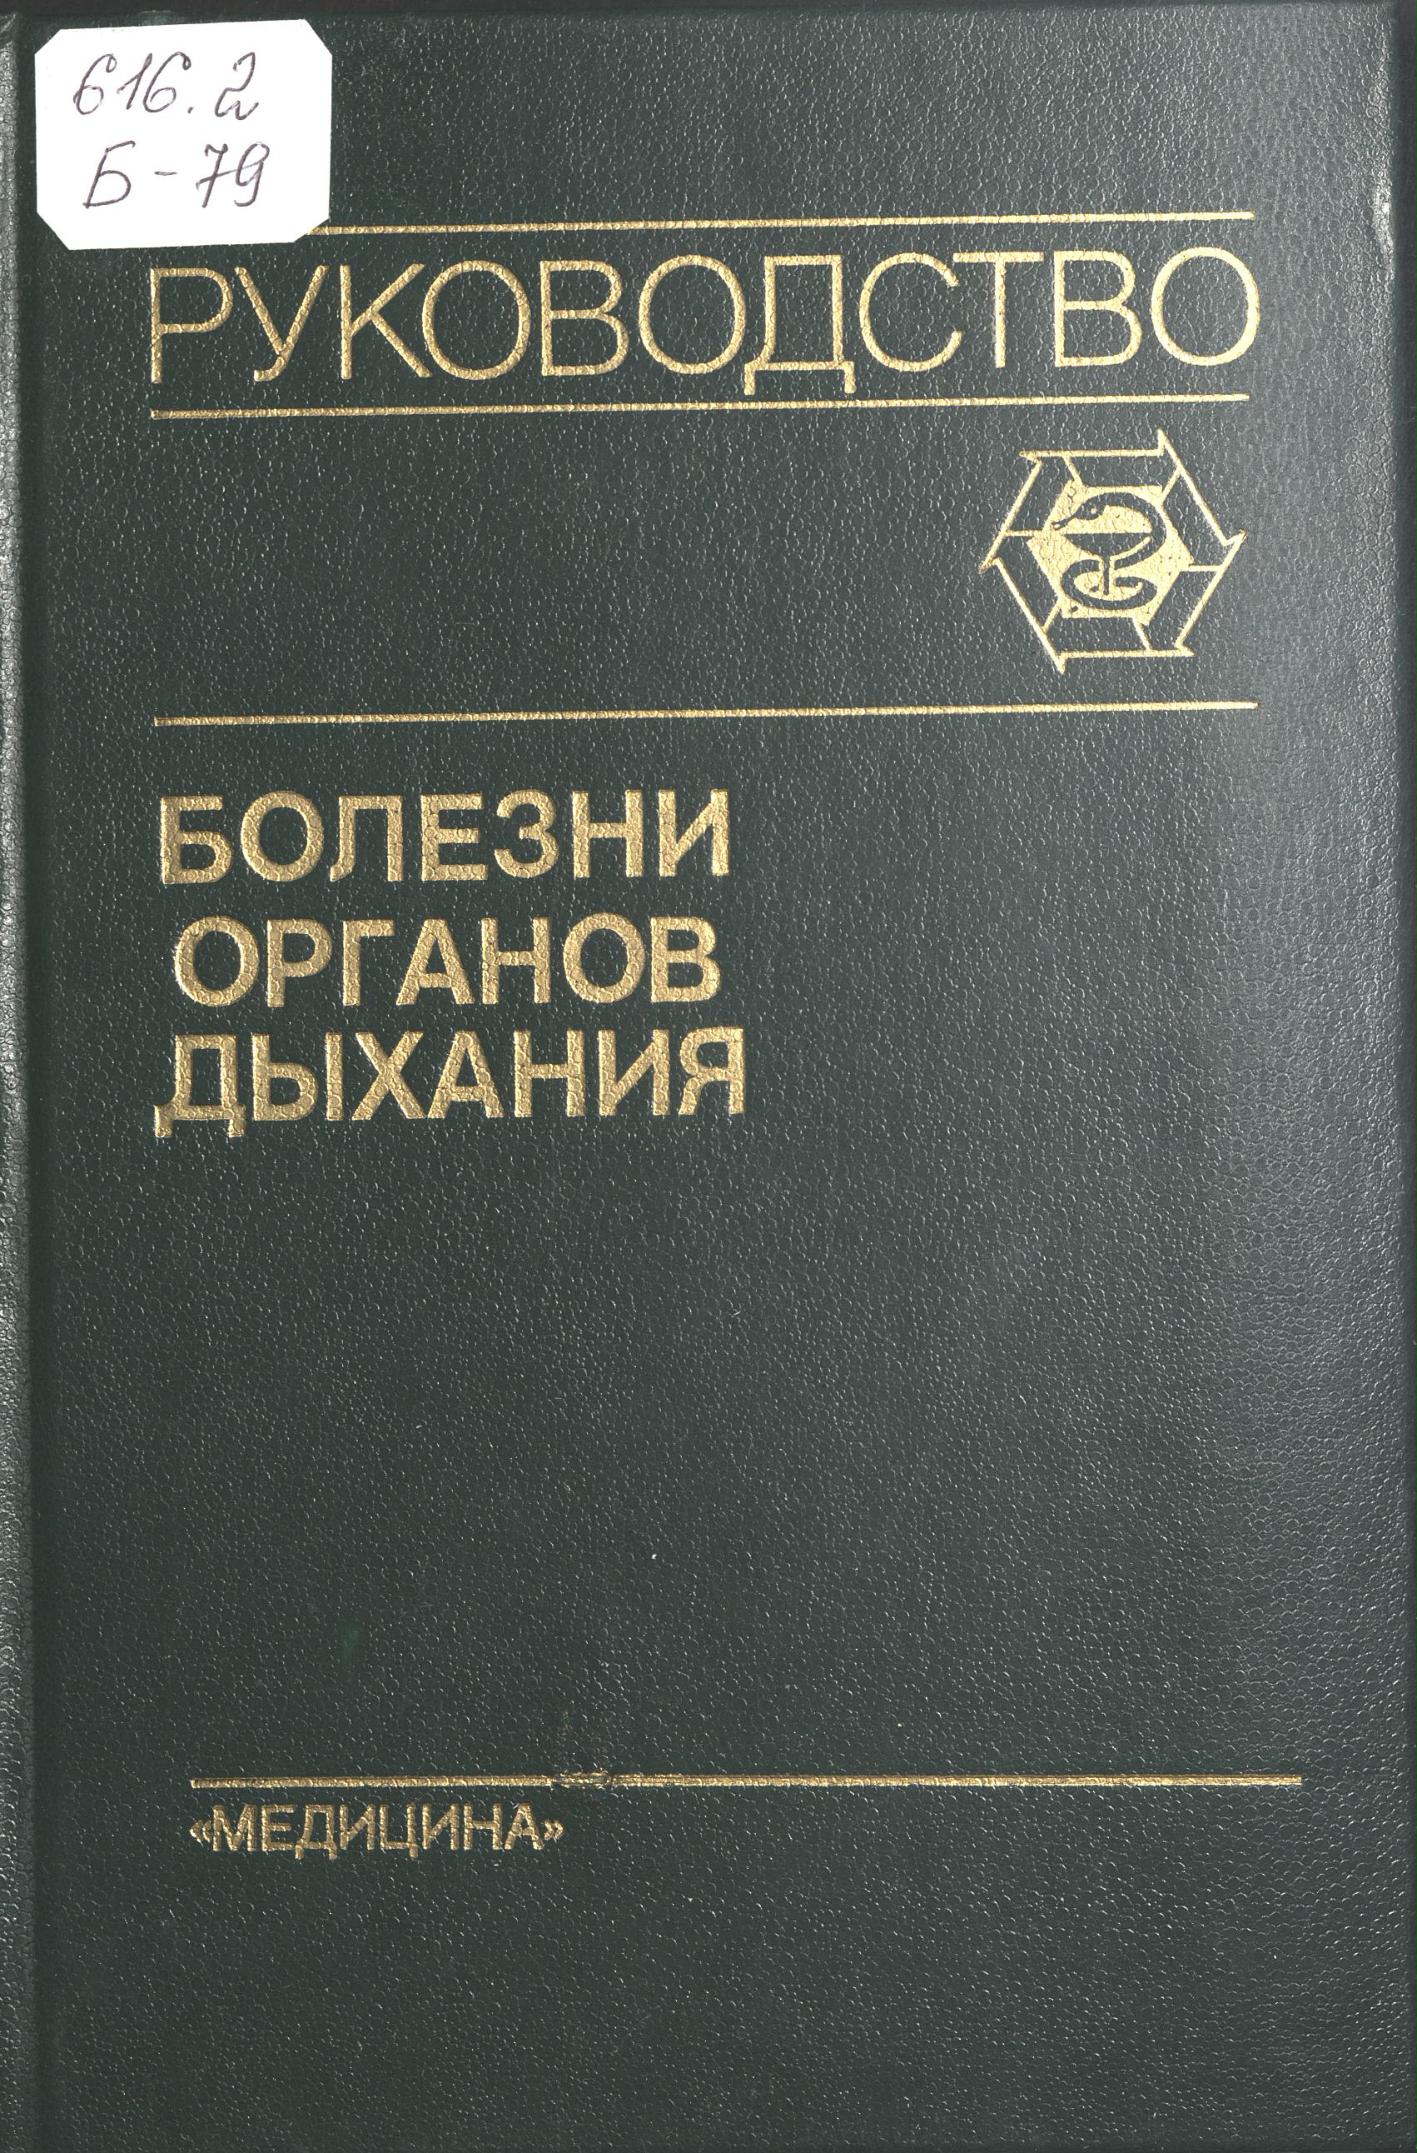 616.2
Б-79
РУКОВОДСТВО
БОЛЕЗНИ
ОРГАНОВ
ДЫХАНИЯ
«МЕДИЦИНА»